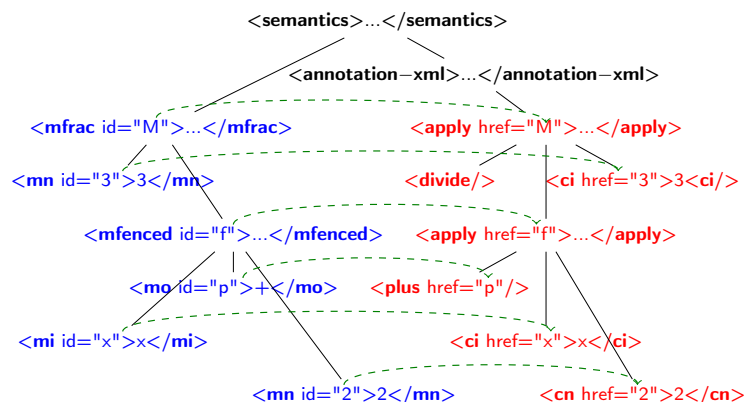 <semantics>...</semantics>
<annotation−xml>...</annotation−xml>
<mfrac id="M">...</mfrac> <apply href="M">...</apply>
<mn id="3">3</mn> <divide/> <ci href="3">3<ci/>
<mfenced id="f">...</mfenced> <apply href="f">...</apply>
<mo id="p">+</mo> <plus href="p"/>
<mi id="x">x</mi> <ci href="x">x</ci>
<mn id="2">2</mn> <cn href="2">2</cn>